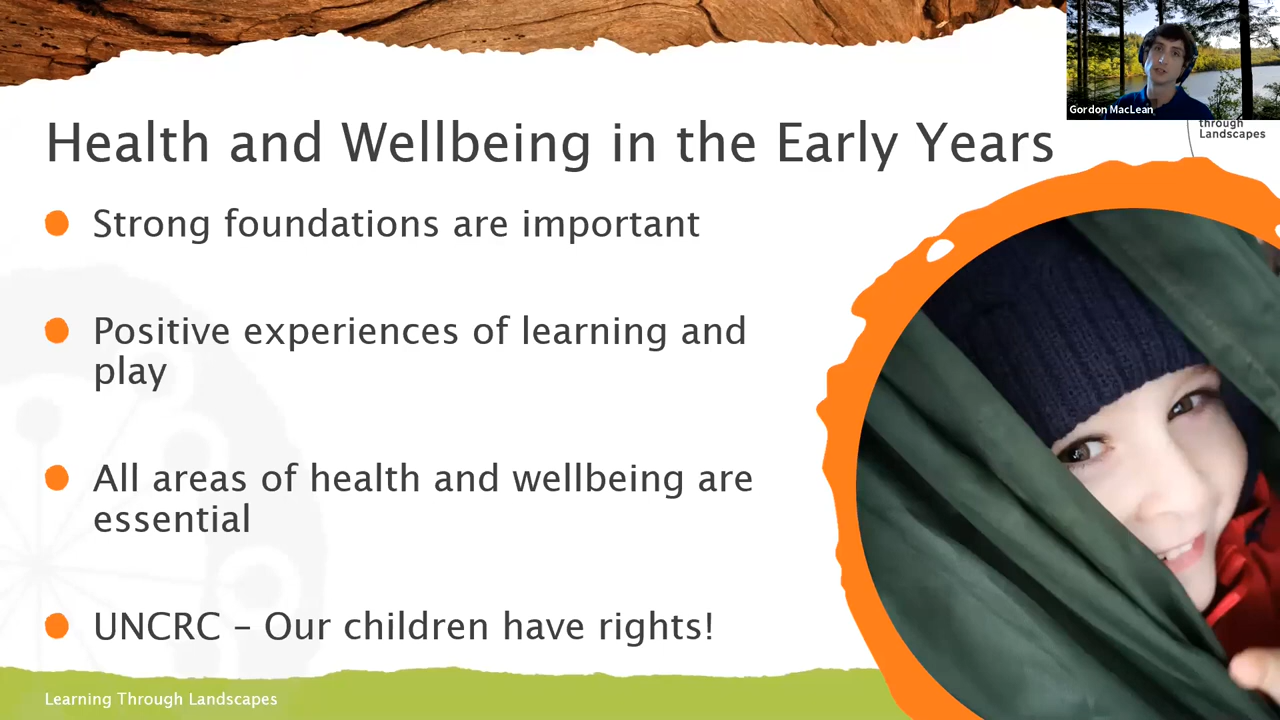 Gordon MacLean
through
Landscapes
Health and Wellbeing in the Early Years
Strong foundations are important
Positive experiences of learning and
play
All areas of health and wellbeing are
essential
UNCRC – Our children have rights!
Learning Through Landscapes